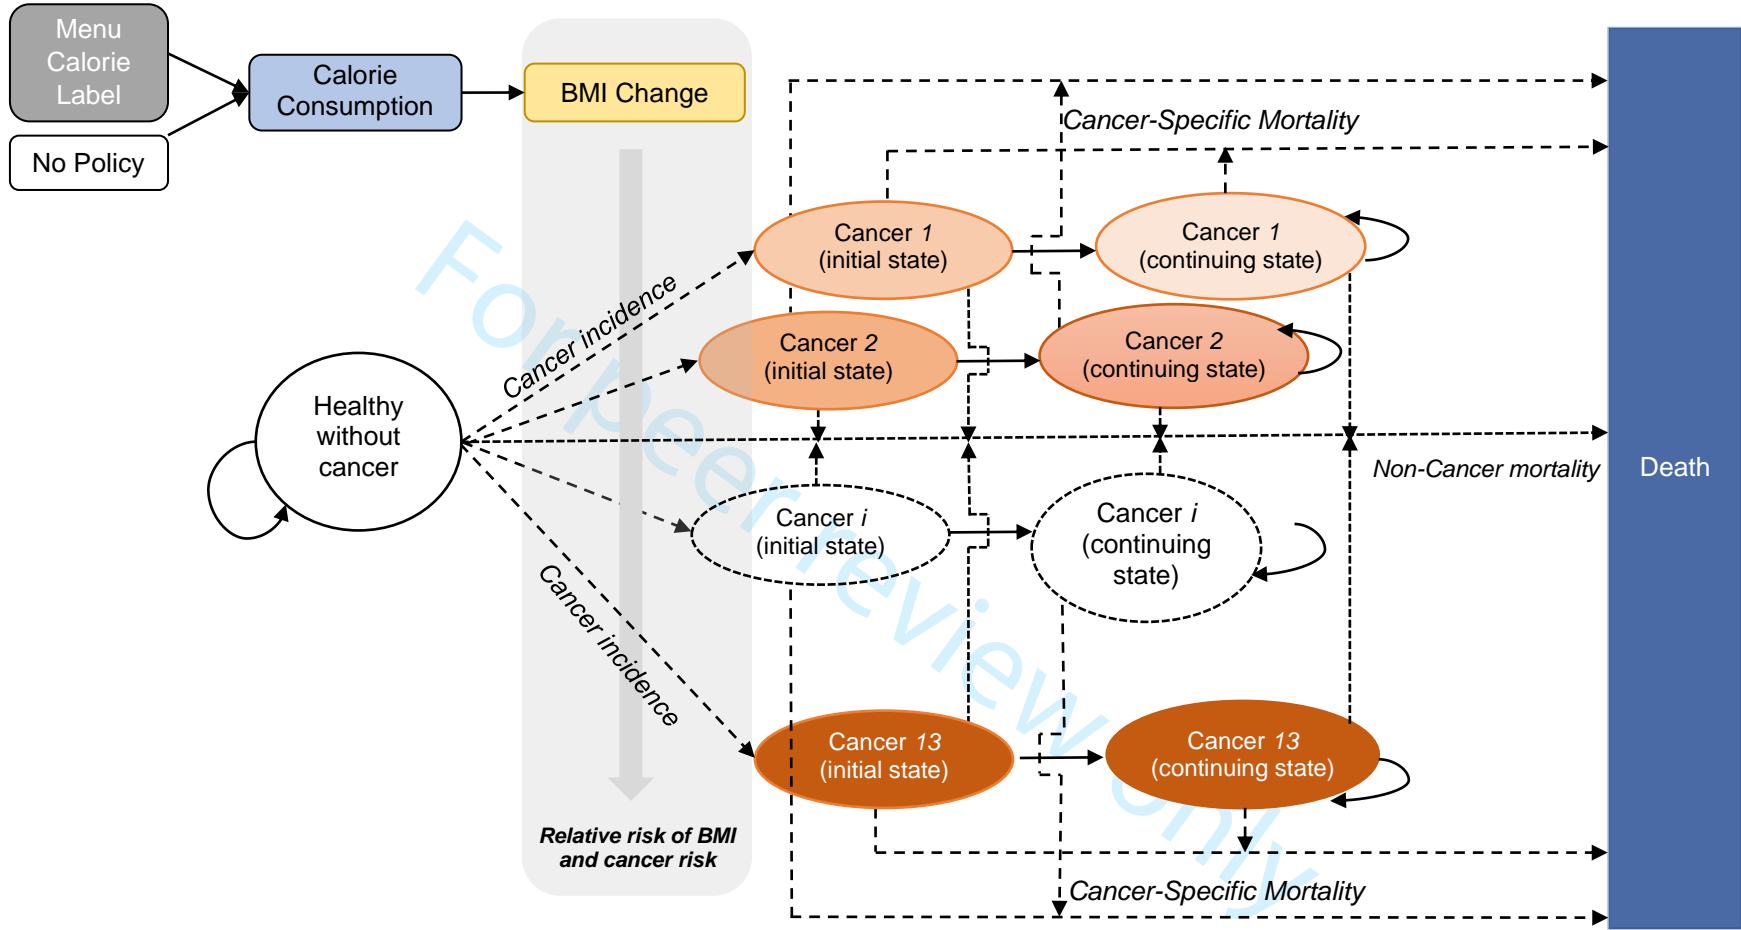 Menu
Calorie
Label
No Policy
Calorie
Consumption
BMI Change
Cancer-Specific Mortality
Cancer 1
(initial state)
Cancer 1
(continuing state)
Cancer incidence
Cancer 2
(initial state)
Cancer 2
(continuing state)
Healthy
without
cancer
Non-Cancer mortality
Death
Cancer i
(initial state)
Cancer i
(continuing
state)
Cancer incidence
Cancer 13
(initial state)
Cancer 13
(continuing state)
Relative risk of BMI
and cancer risk
Cancer-Specific Mortality
For peer review only